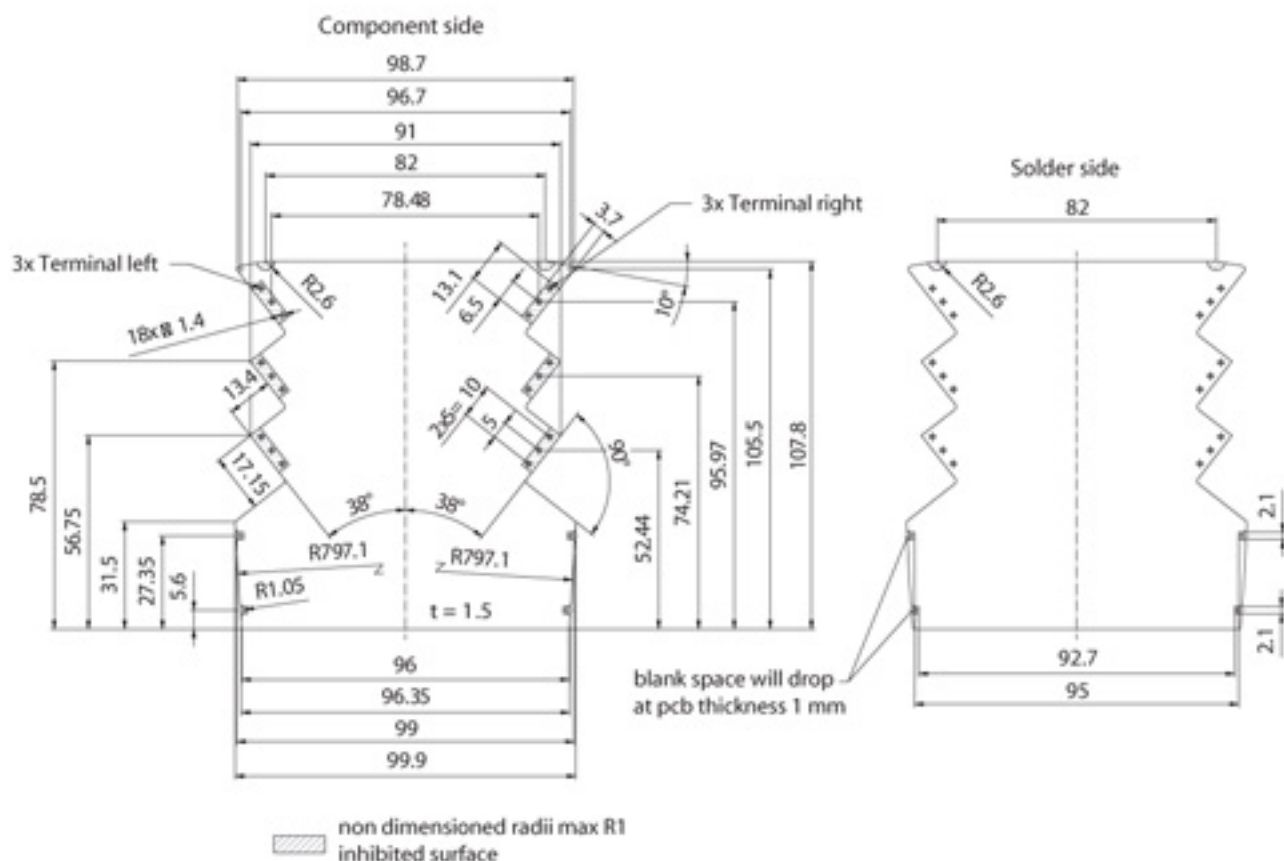 Component side
98.7
96.7
91
82
78.48
3x Terminal left
3x Terminal right
3.7
13.1
6.5
10°
R2.6
18x 1.4
13.4
2x5= 10
5
90°
17.15
38°
38°
78.5
56.75
31.5
27.35
5.6
52.44
74.21
95.97
105.5
107.8
R797.1
R797.1
R1.05
t = 1.5
96
96.35
99
99.9
Solder side
82
R2.6
2.1
2.1
blank space will drop
at pcb thickness 1 mm
92.7
95
non dimensioned radii max R1
inhibited surface